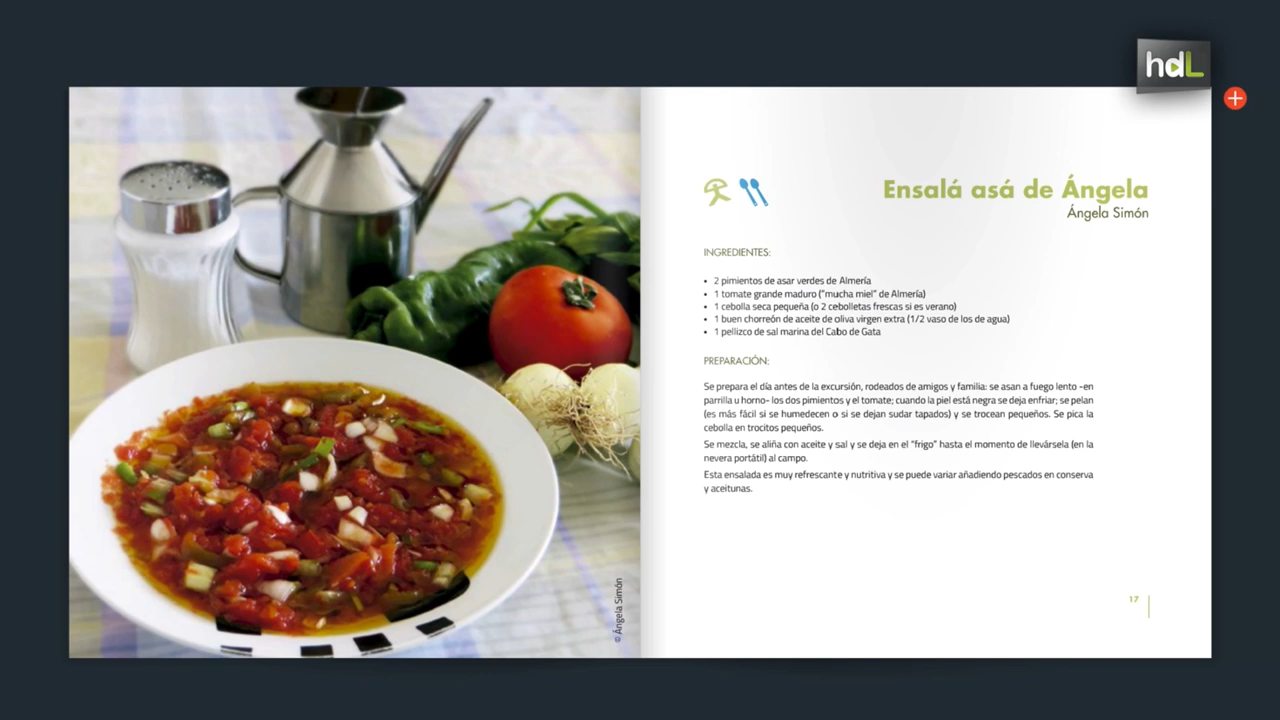 hdL
Ensalá asá de Ángela
Ángela Simón
INGREDIENTES:
• 2 pimientos de asar verdes de Almería
• 1 tomate grande maduro ("mucha miel" de Almería)
• 1 cebolla seca pequeña (o 2 cebolletas frescas si es verano)
• 1 buen chorreón de aceite de oliva virgen extra (1/2 vaso de los de agua)
• 1 pellizco de sal marina del Cabo de Gata
PREPARACIÓN:
Se prepara el día antes de la excursión, rodeados de amigos y familia: se asan a fuego lento -en
parrilla u horno- los dos pimientos y el tomate; cuando la piel está negra se deja enfriar; se pelan
(es más fácil si se humedecen o si se dejan sudar tapados) y se trocean pequeños. Se pica la
cebolla en trocitos pequeños.
Se mezcla, se aliña con aceite y sal y se deja en el "frigo" hasta el momento de llevársela (en la
nevera portátil) al campo.
Esta ensalada es muy refrescante y nutritiva y se puede variar añadiendo pescados en conserva
y aceitunas.
© Ángela Simón
17